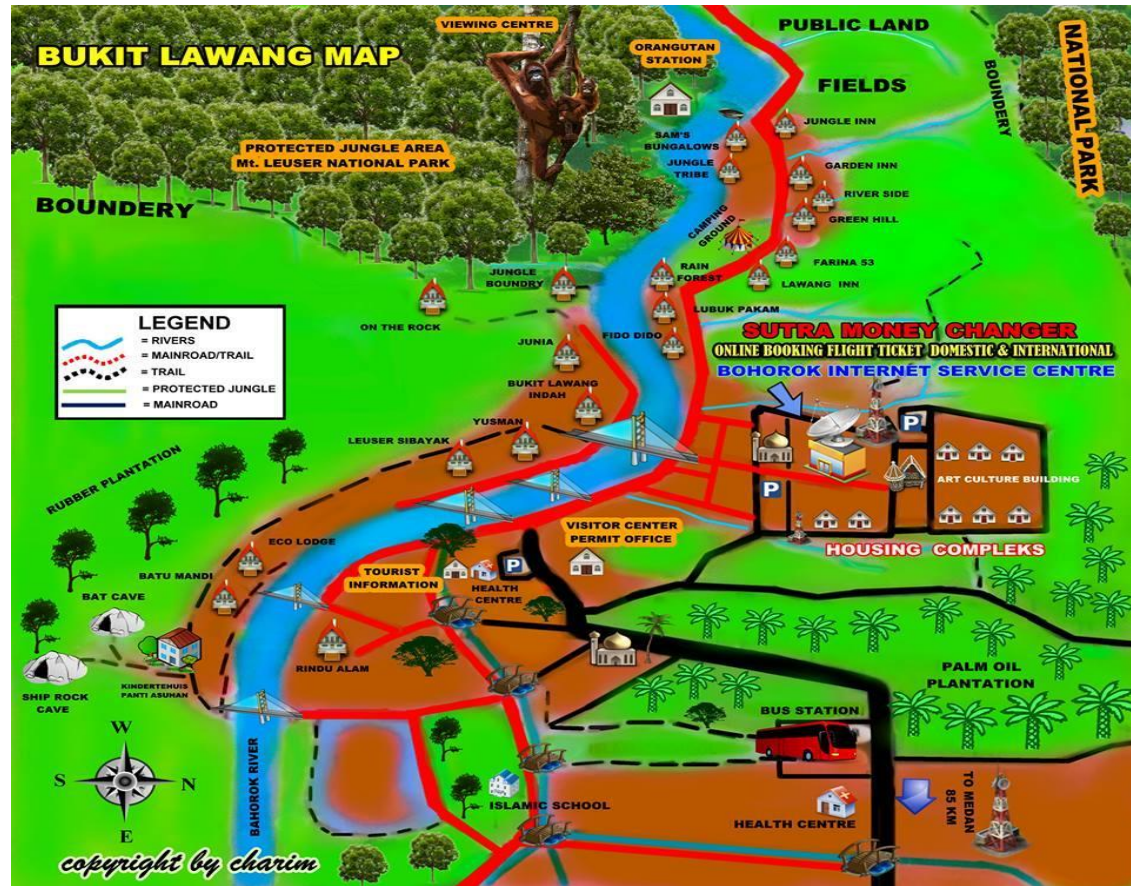 BUKIT LAWANG MAP
VIEWING CENTRE
ORANGUTAN
STATION
PUBLIC LAND
FIELDS
BOUNDERY
NATIONAL PARK
PROTECTED JUNGLE AREA
Mt. LEUSER NATIONAL PARK
SAM'S
BUNGALOWS
JUNGLE
TRIBE
JUNGLE INN
GARDEN INN
RIVER SIDE
GREEN HILL
CAMPING
GROUND
FARINA 53
LAWANG INN
BOUNDERY
JUNGLE
BOUNDRY
RAIN
FOREST
ON THE ROCK
LUBUK PAKAM
FIDO DIDO
JUNIA
LEGEND
= RIVERS
= MAINROAD/TRAIL
= TRAIL
= PROTECTED JUNGLE
= MAINROAD
SUTRA MONEY CHANGER
ONLINE BOOKING FLIGHT TICKET DOMESTIC & INTERNATIONAL
BOHOROK INTERNET SERVICE CENTRE
BUKIT LAWANG
INDAH
YUSMAN
LEUSER SIBAYAK
P
P
ART CULTURE BUILDING
HOUSING COMPLEKS
RUBBER PLANTATION
ECO LODGE
BATU MANDI
BAT CAVE
SHIP ROCK
CAVE
KINDERTEHUIS
PANTI ASUHAN
TOURIST
INFORMATION
HEALTH
CENTRE
P
VISITOR CENTER
PERMIT OFFICE
RINDU ALAM
PALM OIL
PLANTATION
BUS STATION
W
S
N
E
BAHOROK RIVER
ISLAMIC SCHOOL
HEALTH CENTRE
TO MEDAN
85 KM
copyright by charim